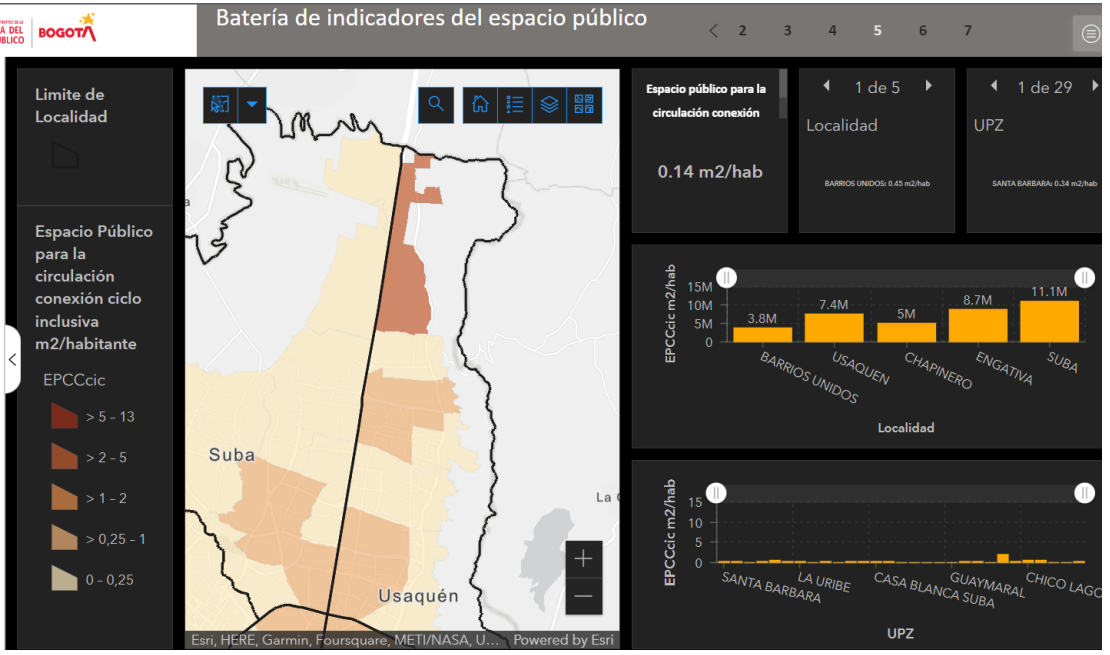 TRATIVO DE LA
A DEL
PÚBLICO
BOGOTÁ
Batería de indicadores del espacio público
2 3 4 5 6 7
Limite de
Localidad
Espacio Público
para la
circulación
conexión ciclo
inclusiva
m2/habitante
EPCCcic
> 5 - 13
> 2 - 5
> 1 - 2
> 0,25 - 1
0 - 0,25
Suba
Usaquén
La
Esri, HERE, Garmin, Foursquare, METI/NASA, U...
Powered by Esri
Espacio público para la
circulación conexión
0.14 m2/hab
1 de 5
Localidad
BARRIOS UNIDOS: 0.45 m2/hab
1 de 29
UPZ
SANTA BARBARA: 0.34 m2/hab
EPCCcic m2/hab
15M
10M
5M
0
3.8M
7.4M
5M
8.7M
11.1M
BARRIOS UNIDOS
USAQUEN
CHAPINERO
ENGATIVA
SUBA
Localidad
EPCCcic m2/hab
15
10
5
0
SANTA BARBARA
LA URIBE
CASA BLANCA SUBA
GUAYMARAL
CHICO LAGO
UPZ